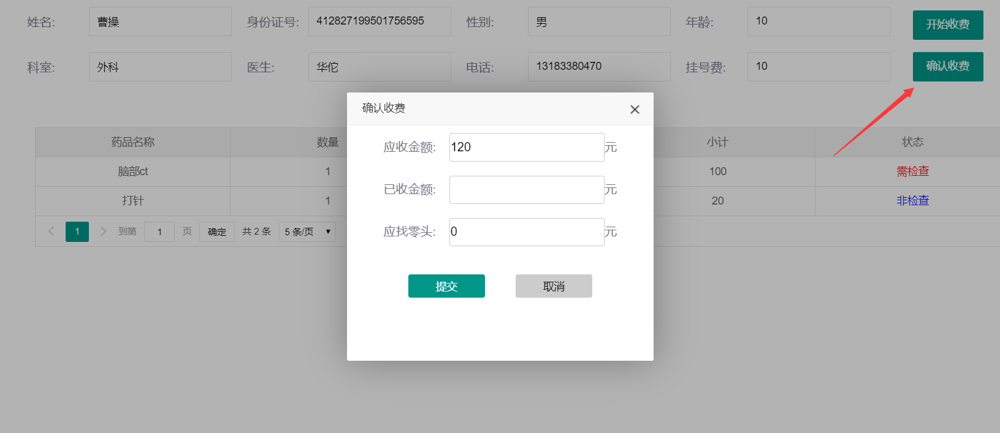 姓名: 曹操 身份证号: 412827199501756595 性别: 男 年龄: 10 开始收费
科室: 外科 医生: 华佗 电话: 13183380470 挂号费: 10 确认收费
确认收费
应收金额: 120 元
已收金额: 元
应找零头: 0 元
提交 取消
药品名称 数量 小计 状态
脑部ct 1 100 需检查
打针 1 20 非检查
1 到第 1 页 确定 共 2 条 5 条/页